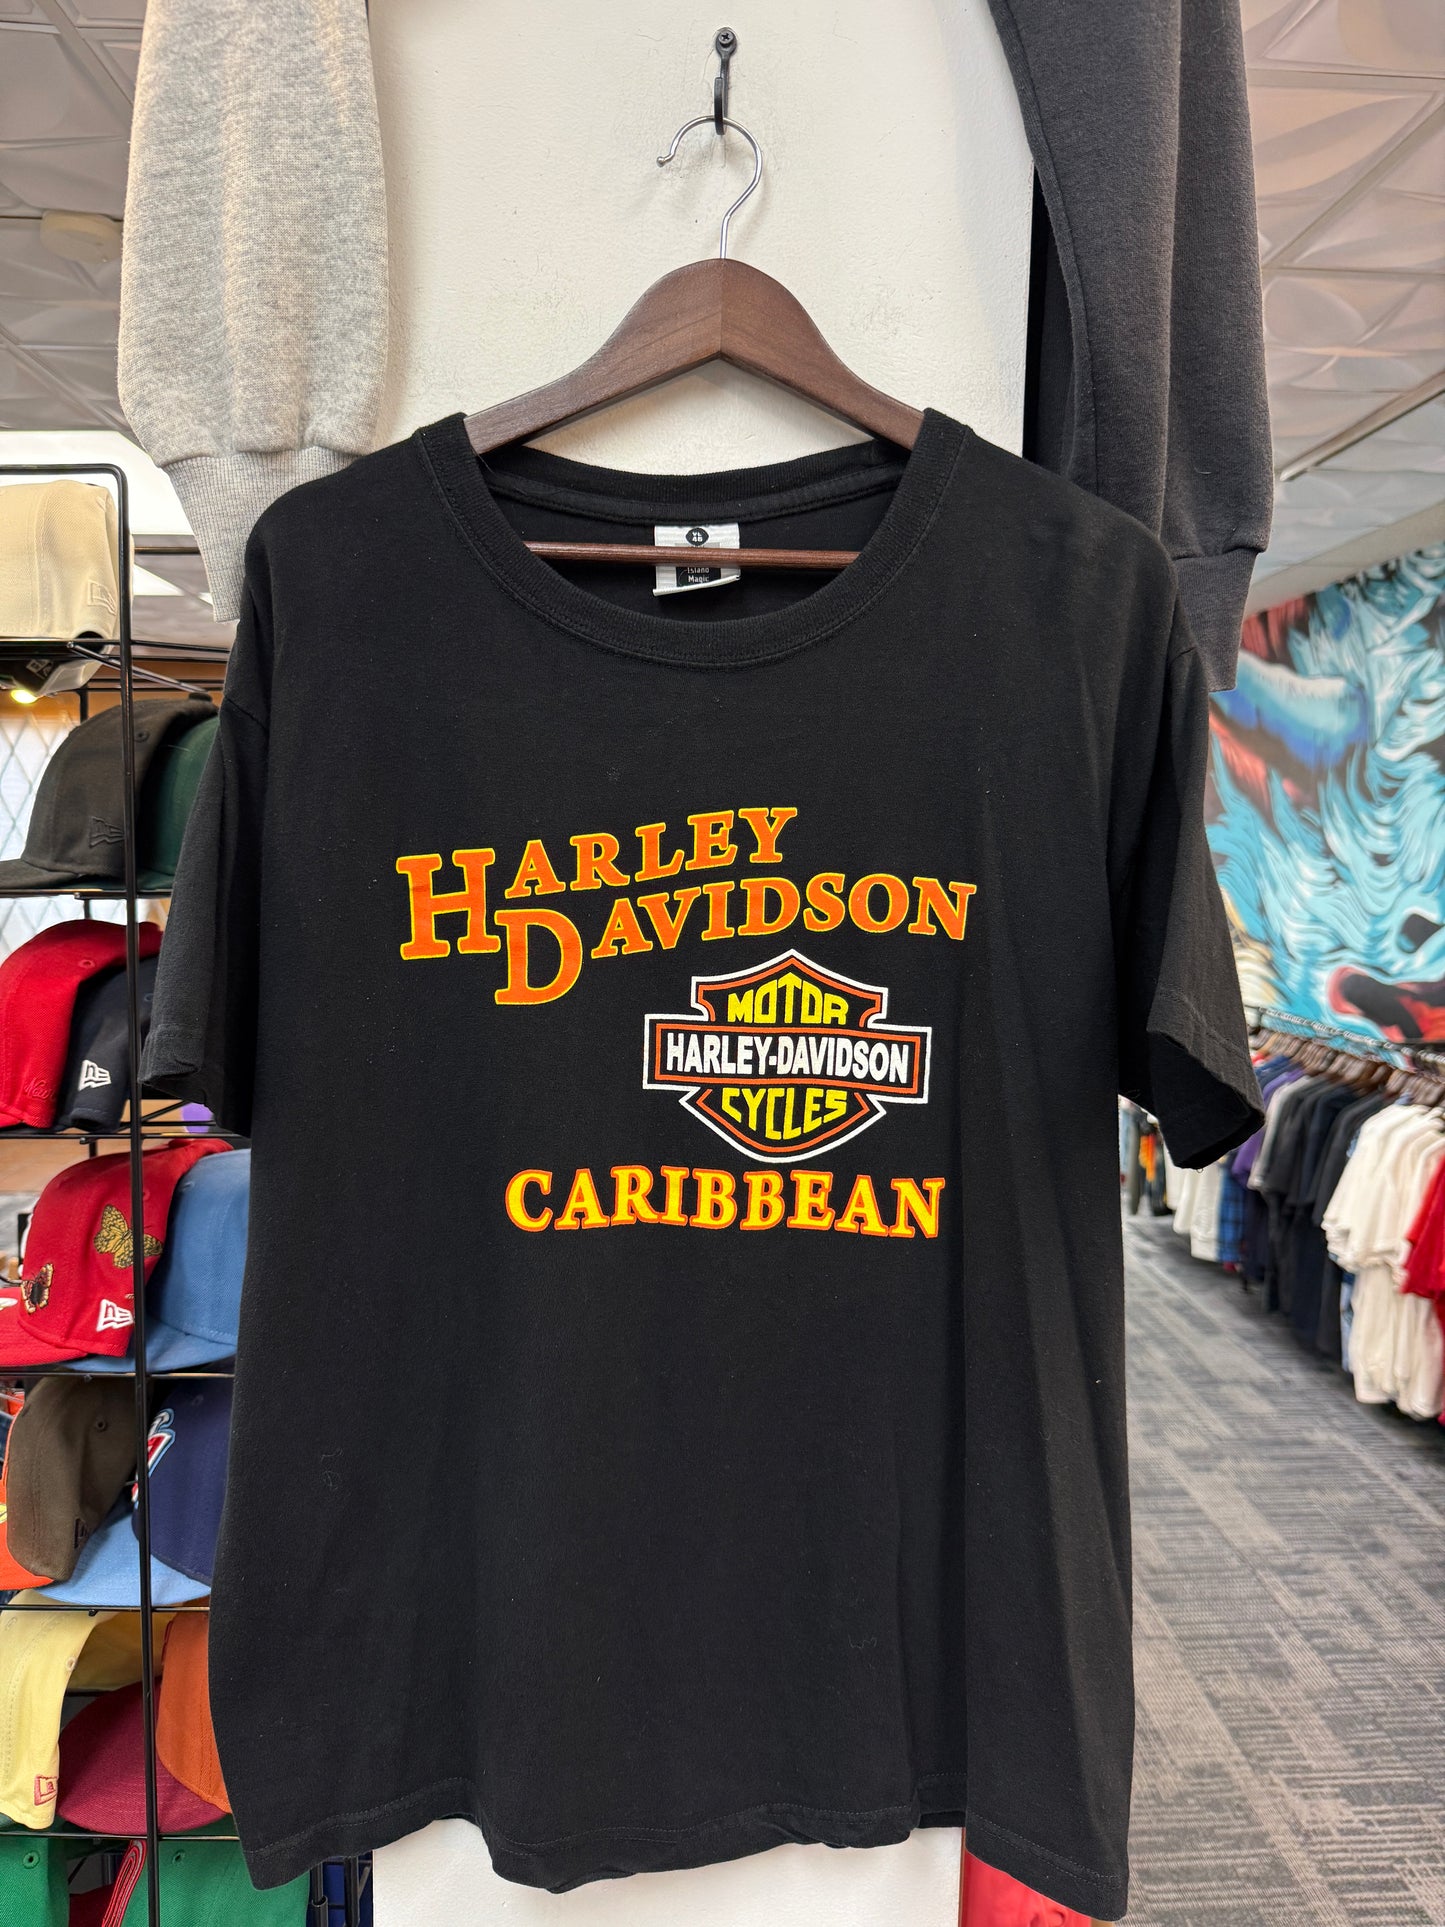 Island
Magic
HARLEY
DAVIDSON
MOTOR
HARLEY-DAVIDSON
CYCLES
CARIBBEAN